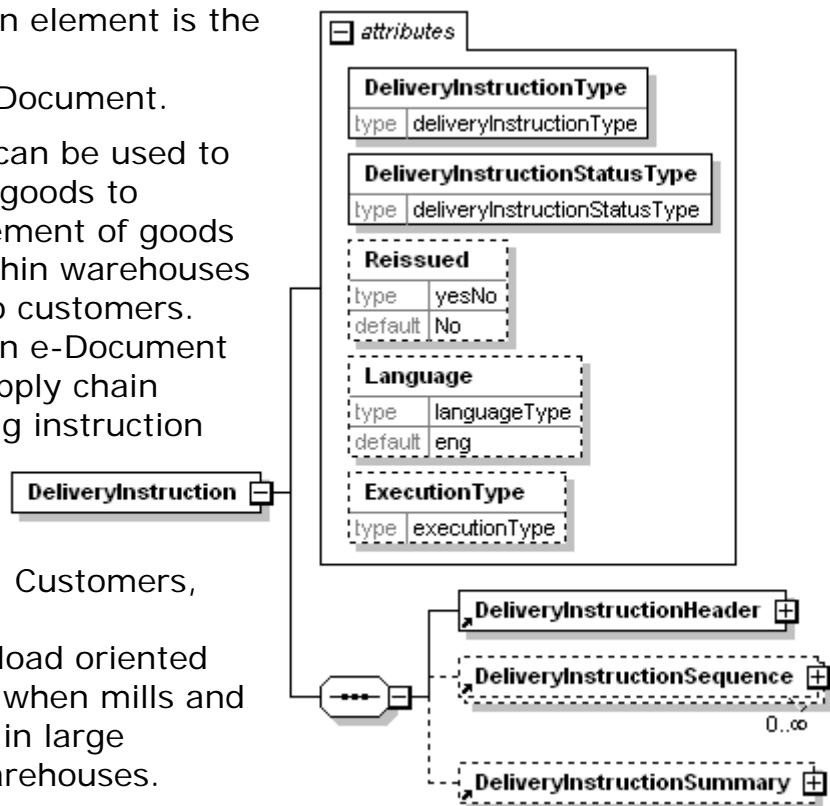 n element is the
Document.
can be used to
goods to
ement of goods
hin warehouses
o customers.
n e-Document
pply chain
g instruction
Customers,
load oriented
when mills and
in large
arehouses.
attributes
DeliveryInstructionType
type deliveryInstructionType
DeliveryInstructionStatusType
type deliveryInstructionStatusType
Reissued
type yesNo
default No
Language
type languageType
default eng
ExecutionType
type executionType
DeliveryInstruction
DeliveryInstructionHeader
DeliveryInstructionSequence
0..∞
DeliveryInstructionSummary